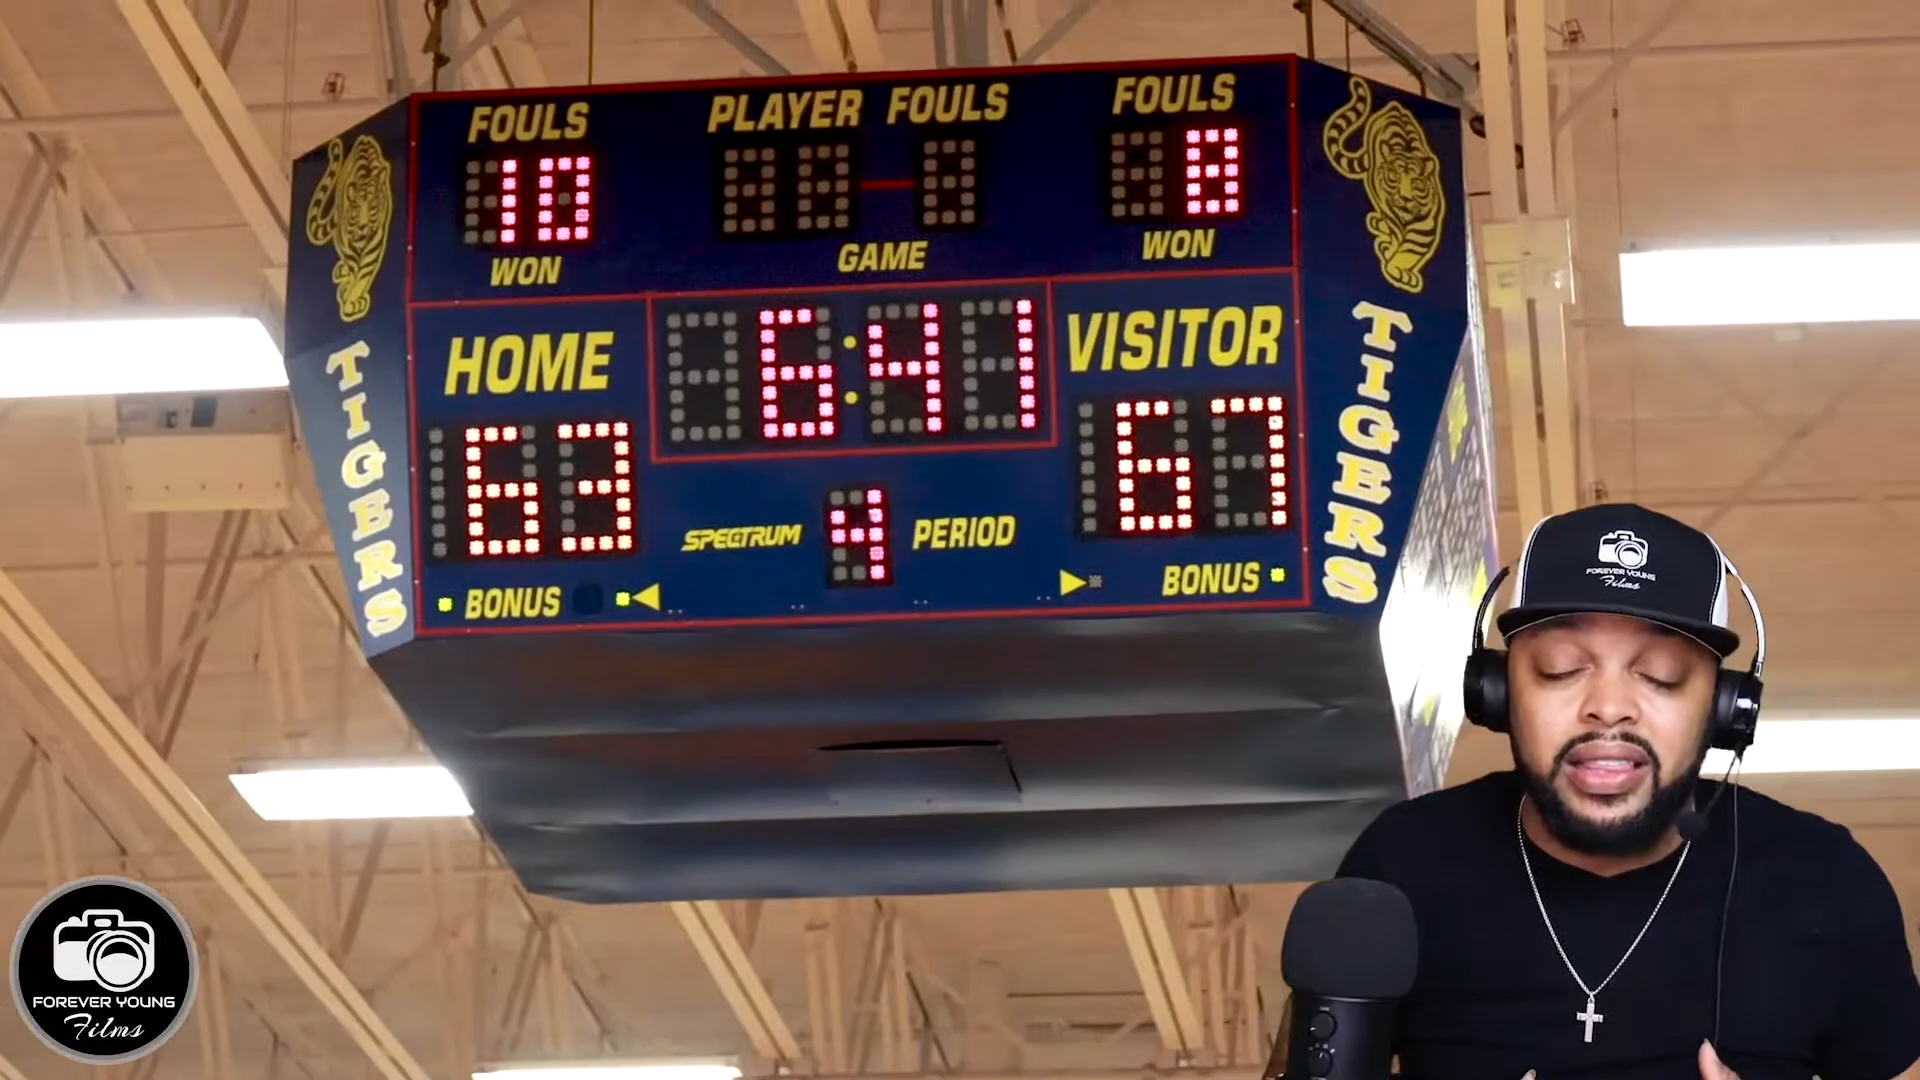 FOULS PLAYER FOULS FOULS
10 8
WON GAME WON
HOME 6:41 VISITOR
63 67
SPECTRUM 4 PERIOD
BONUS BONUS
TIGERS
TIGERS
FOREVER YOUNG
Films
FOREVER YOUNG
Films